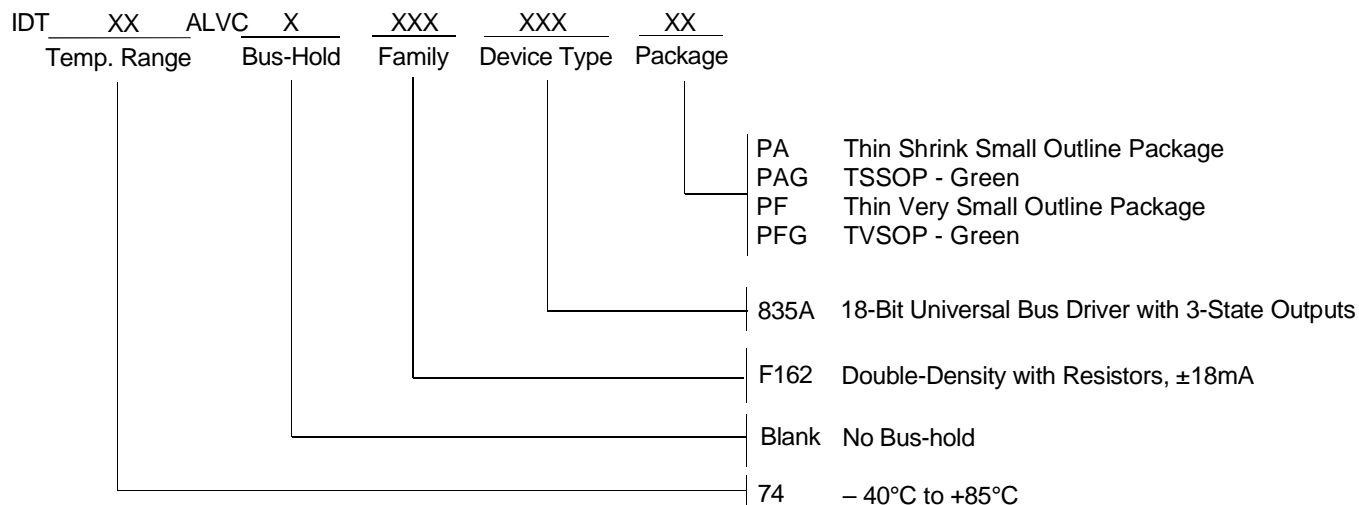 IDT XX ALVC X XXX XXX XX
Temp. Range Bus-Hold Family Device Type Package
PA Thin Shrink Small Outline Package
PAG TSSOP - Green
PF Thin Very Small Outline Package
PFG TVSOP - Green
835A 18-Bit Universal Bus Driver with 3-State Outputs
F162 Double-Density with Resistors, ±18mA
Blank No Bus-hold
74 – 40°C to +85°C